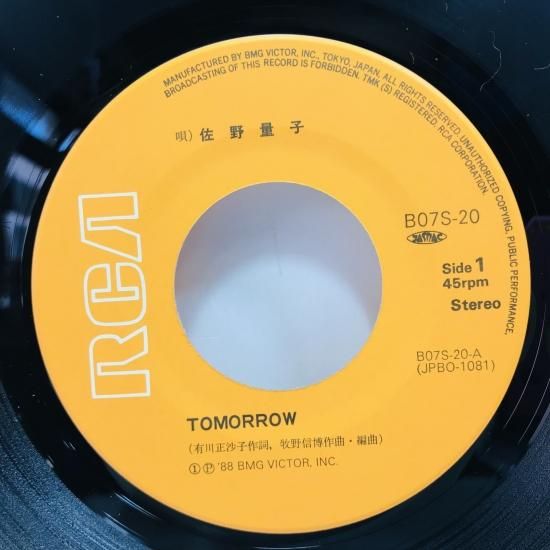 MANUFACTURED BY BMG VICTOR, INC., TOKYO, JAPAN, ALL RIGHTS RESERVED, UNAUTHORIZED COPYING, PUBLIC PERFORMANCE,
BROADCASTING OF THIS RECORD IS FORBIDDEN. TMK (S) REGISTERED. RCA CORPORATION.
唄) 佐野量子
RCA
B07S-20
JASRAC
Side 1
45rpm
Stereo
B07S-20-A
(JPBO-1081)
TOMORROW
(有川正沙子作詞, 牧野信博作曲・編曲)
①Ⓟ '88 BMG VICTOR, INC.